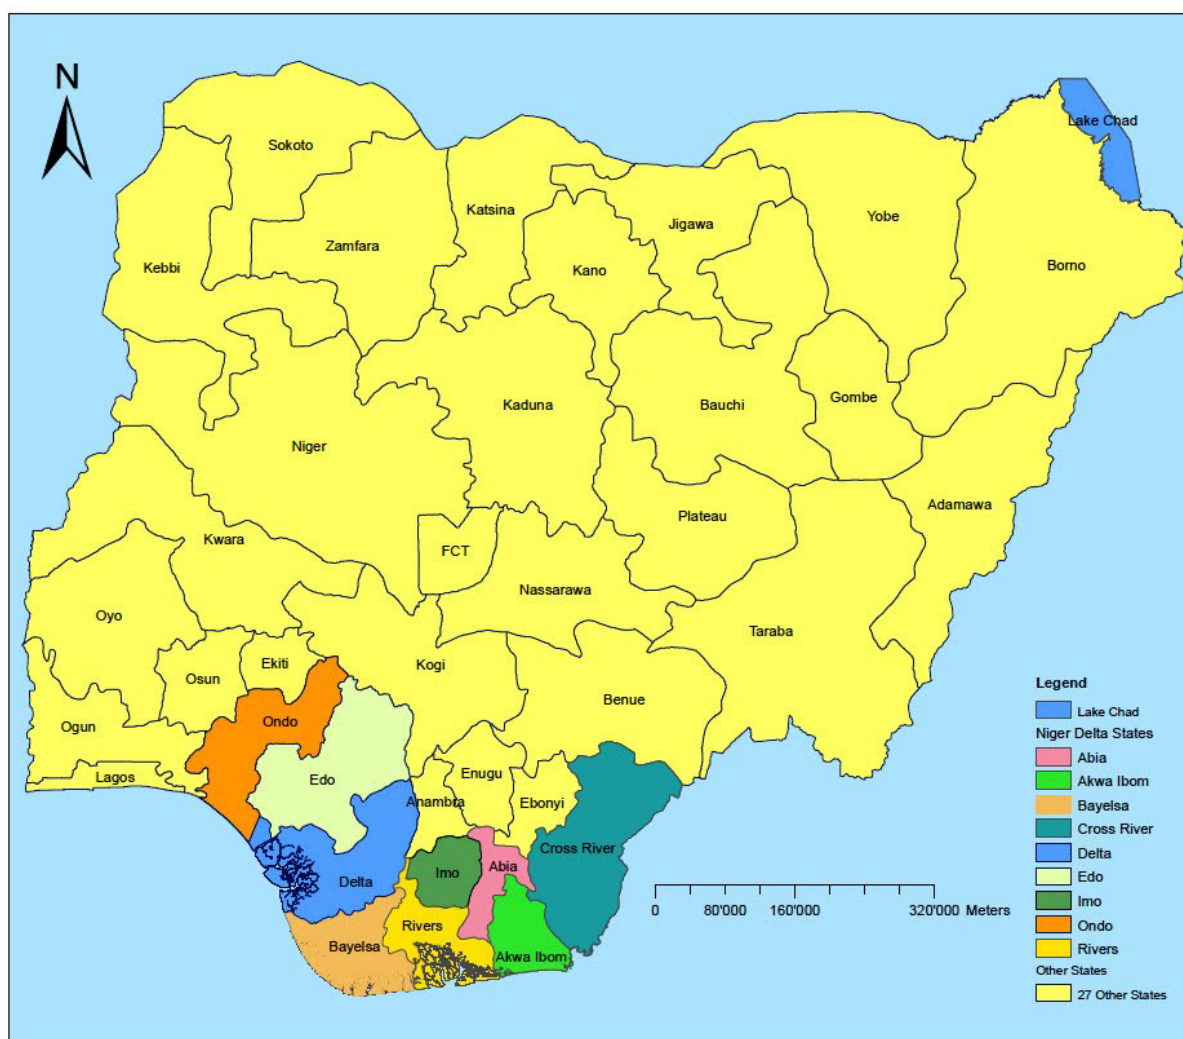 N
Lake Chad
Sokoto
Katsina
Jigawa
Yobe
Zamfara
Kebbi
Kano
Borno
Kaduna
Bauchi
Gombe
Niger
Adamawa
Plateau
Kwara
FCT
Nassarawa
Oyo
Taraba
Osun
Ekiti
Kogi
Benue
Ogun
Ondo
Lagos
Edo
Enugu
Anambra
Ebonyi
Cross River
Imo
Abia
Delta
Rivers
Bayelsa
Akwa Ibom
Legend
Lake Chad
Niger Delta States
Abia
Akwa Ibom
Bayelsa
Cross River
Delta
Edo
Imo
Ondo
Rivers
Other States
27 Other States
0 80'000 160'000 320'000 Meters